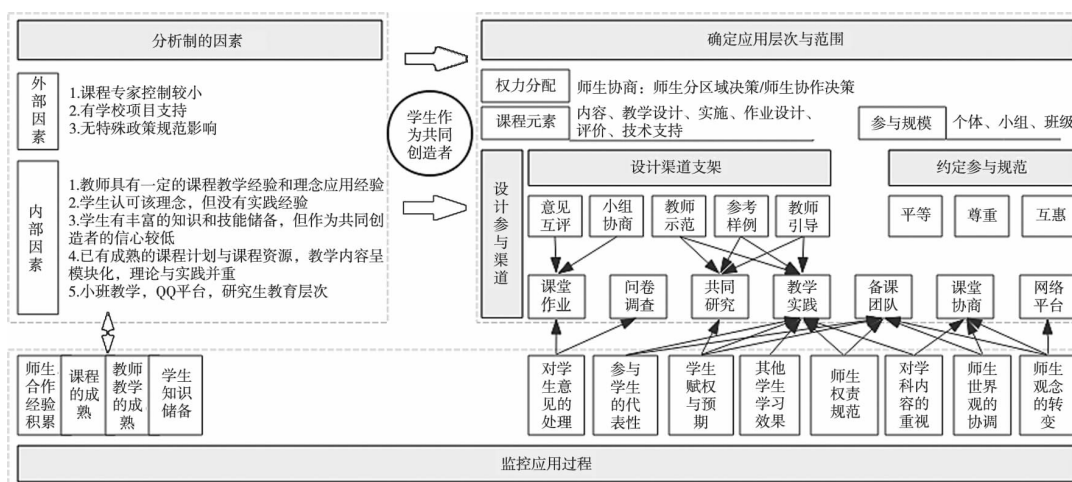 分析制的因素
外部因素
1.课程专家控制较小
2.有学校项目支持
3.无特殊政策规范影响
内部因素
1.教师具有一定的课程教学经验和理念应用经验
2.学生认可该理念，但没有实践经验
3.学生有丰富的知识和技能储备，但作为共同创
造者的信心较低
4.已有成熟的课程计划与课程资源，教学内容呈
模块化，理论与实践并重
5.小班教学，QQ平台，研究生教育层次
学生作
为共同
创造者
确定应用层次与范围
权力分配
师生协商：师生分区域决策/师生协作决策
课程元素
内容、教学设计、实施、作业设计、
评价、技术支持
参与规模
个体、小组、班级
设计参与渠道
设计渠道支架
约定参与规范
意见
互评
小组
协商
教师
示范
参考
样例
教师
引导
平等
尊重
互惠
课堂
作业
问卷
调查
共同
研究
教学
实践
备课
团队
课堂
协商
网络
平台
师生
合作
经验
积累
课程
的成
熟
教师
教学
的成
熟
学生
知识
储备
对学
生意
见的
处理
参与
学生
的代
表性
学生
赋权
与预
期
其他
学生
学习
效果
师生
权责
规范
对学
科内
容的
重视
师生
世界
观的
协调
师生
观念
的转
变
监控应用过程